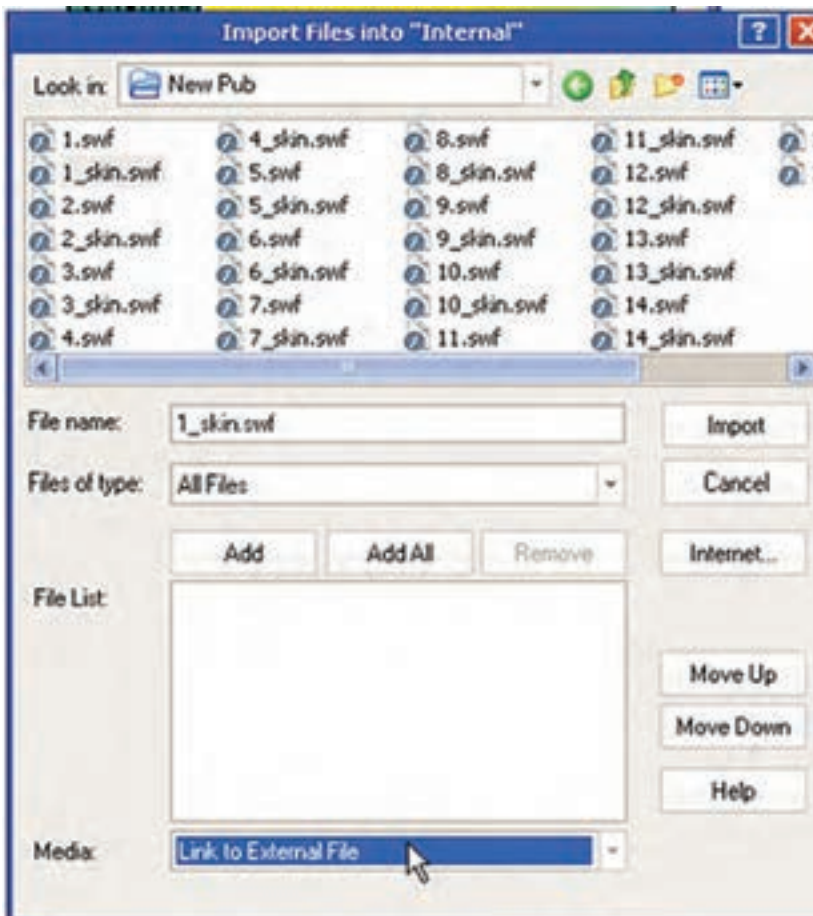 Import Files into "Internal"
Look in: New Pub
1.swf 4_skin.swf 8.swf 11_skin.swf
1_skin.swf 5.swf 8_skin.swf 12.swf
2.swf 5_skin.swf 9.swf 12_skin.swf
2_skin.swf 6.swf 9_skin.swf 13.swf
3.swf 6_skin.swf 10.swf 13_skin.swf
3_skin.swf 7.swf 10_skin.swf 14.swf
4.swf 7_skin.swf 11.swf 14_skin.swf
File name: 1_skin.swf Import
Files of type: All Files Cancel
Add Add All Remove Internet...
File List:
Move Up
Move Down
Help
Media: Link to External File